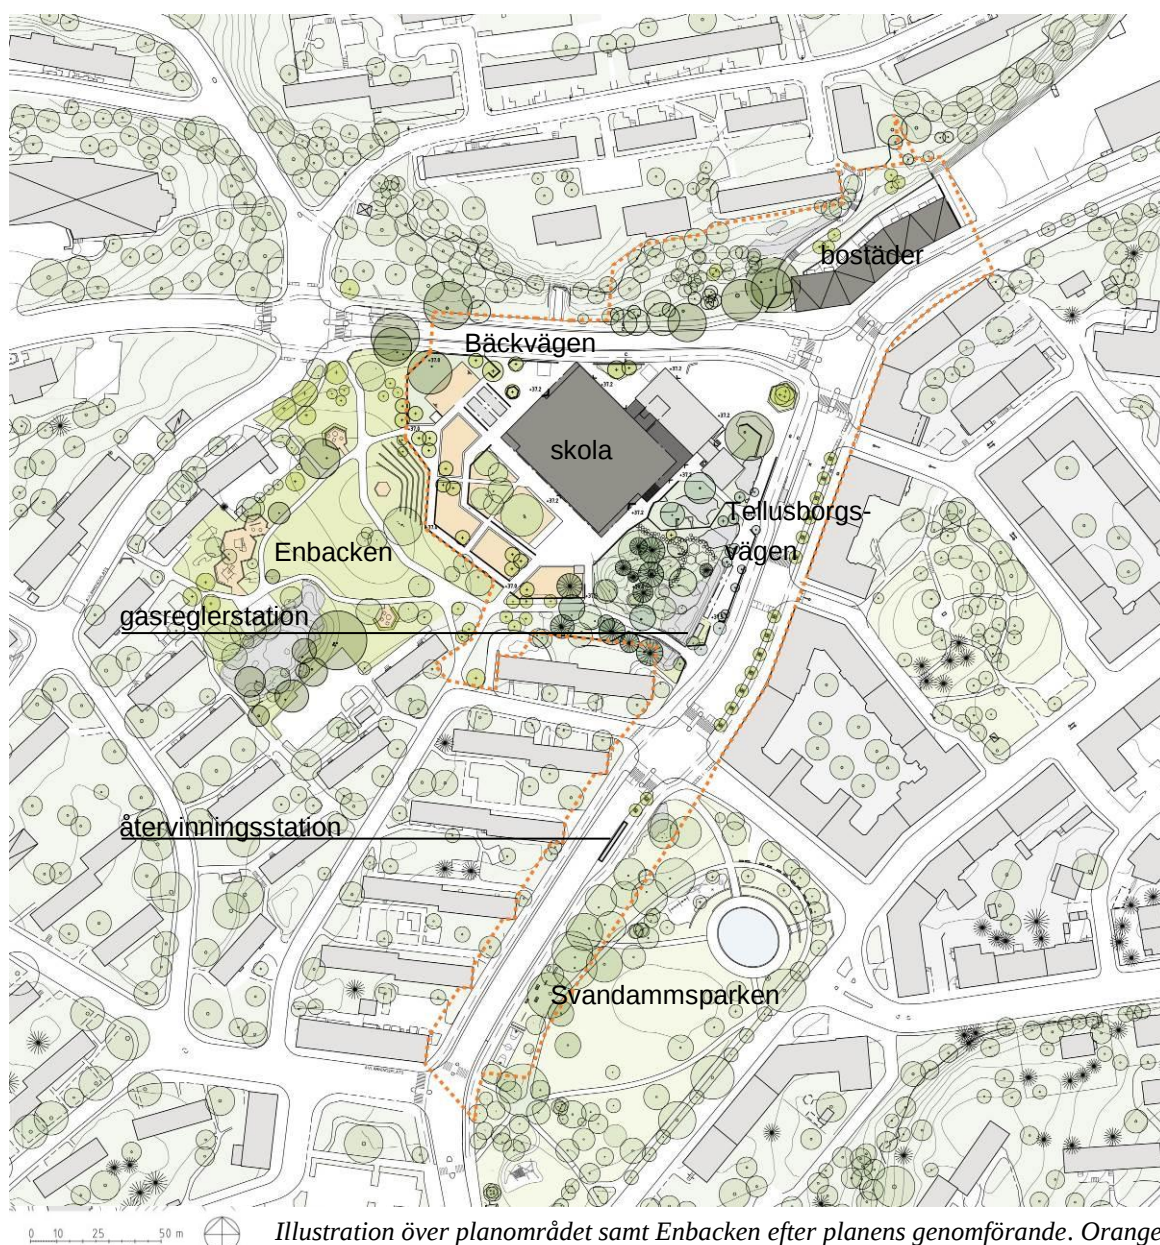 bostäder
Bäckvägen
skola
Tellusborgs-
vägen
Enbacken
gasreglerstation
återvinningsstation
Svandammsparken
0 10 25 50 m
Illustration över planområdet samt Enbacken efter planens genomförande. Orange